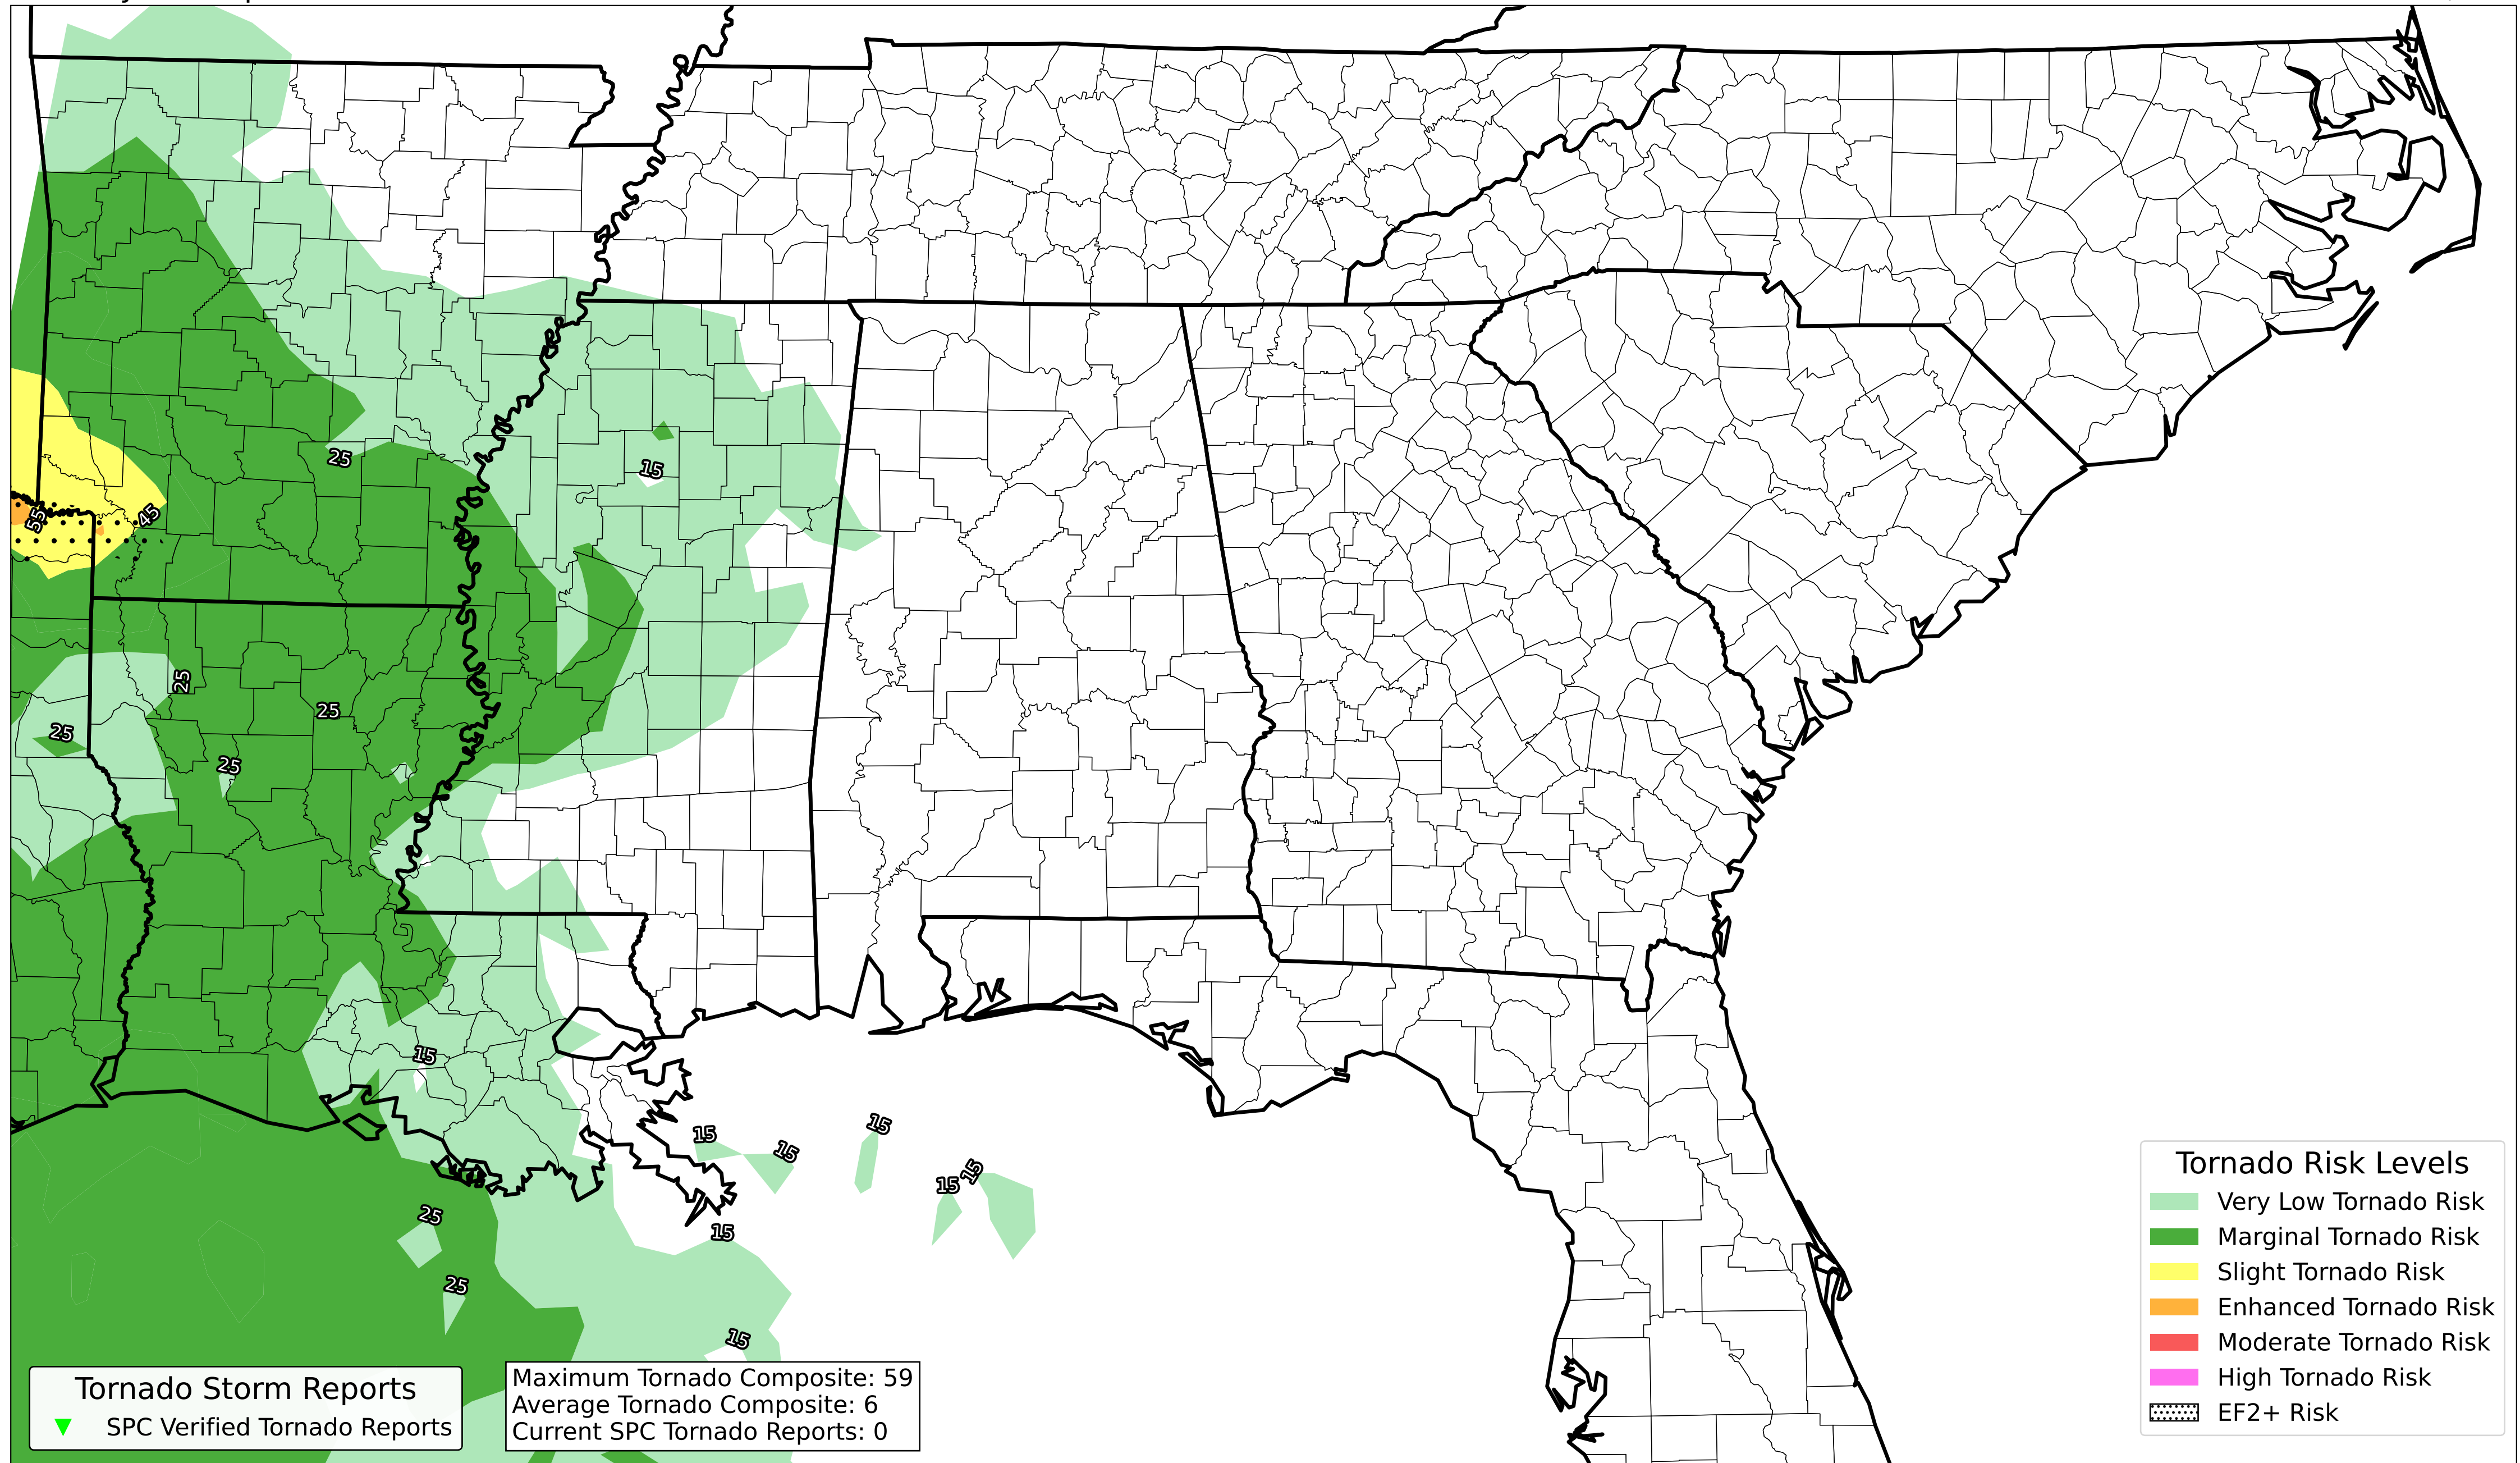 25
15
55
45
25
25
25
25
15
15
15
15
15
15
25
15
25
15
Tornado Storm Reports
SPC Verified Tornado Reports
Maximum Tornado Composite: 59
Average Tornado Composite: 6
Current SPC Tornado Reports: 0
Tornado Risk Levels
Very Low Tornado Risk
Marginal Tornado Risk
Slight Tornado Risk
Enhanced Tornado Risk
Moderate Tornado Risk
High Tornado Risk
EF2+ Risk